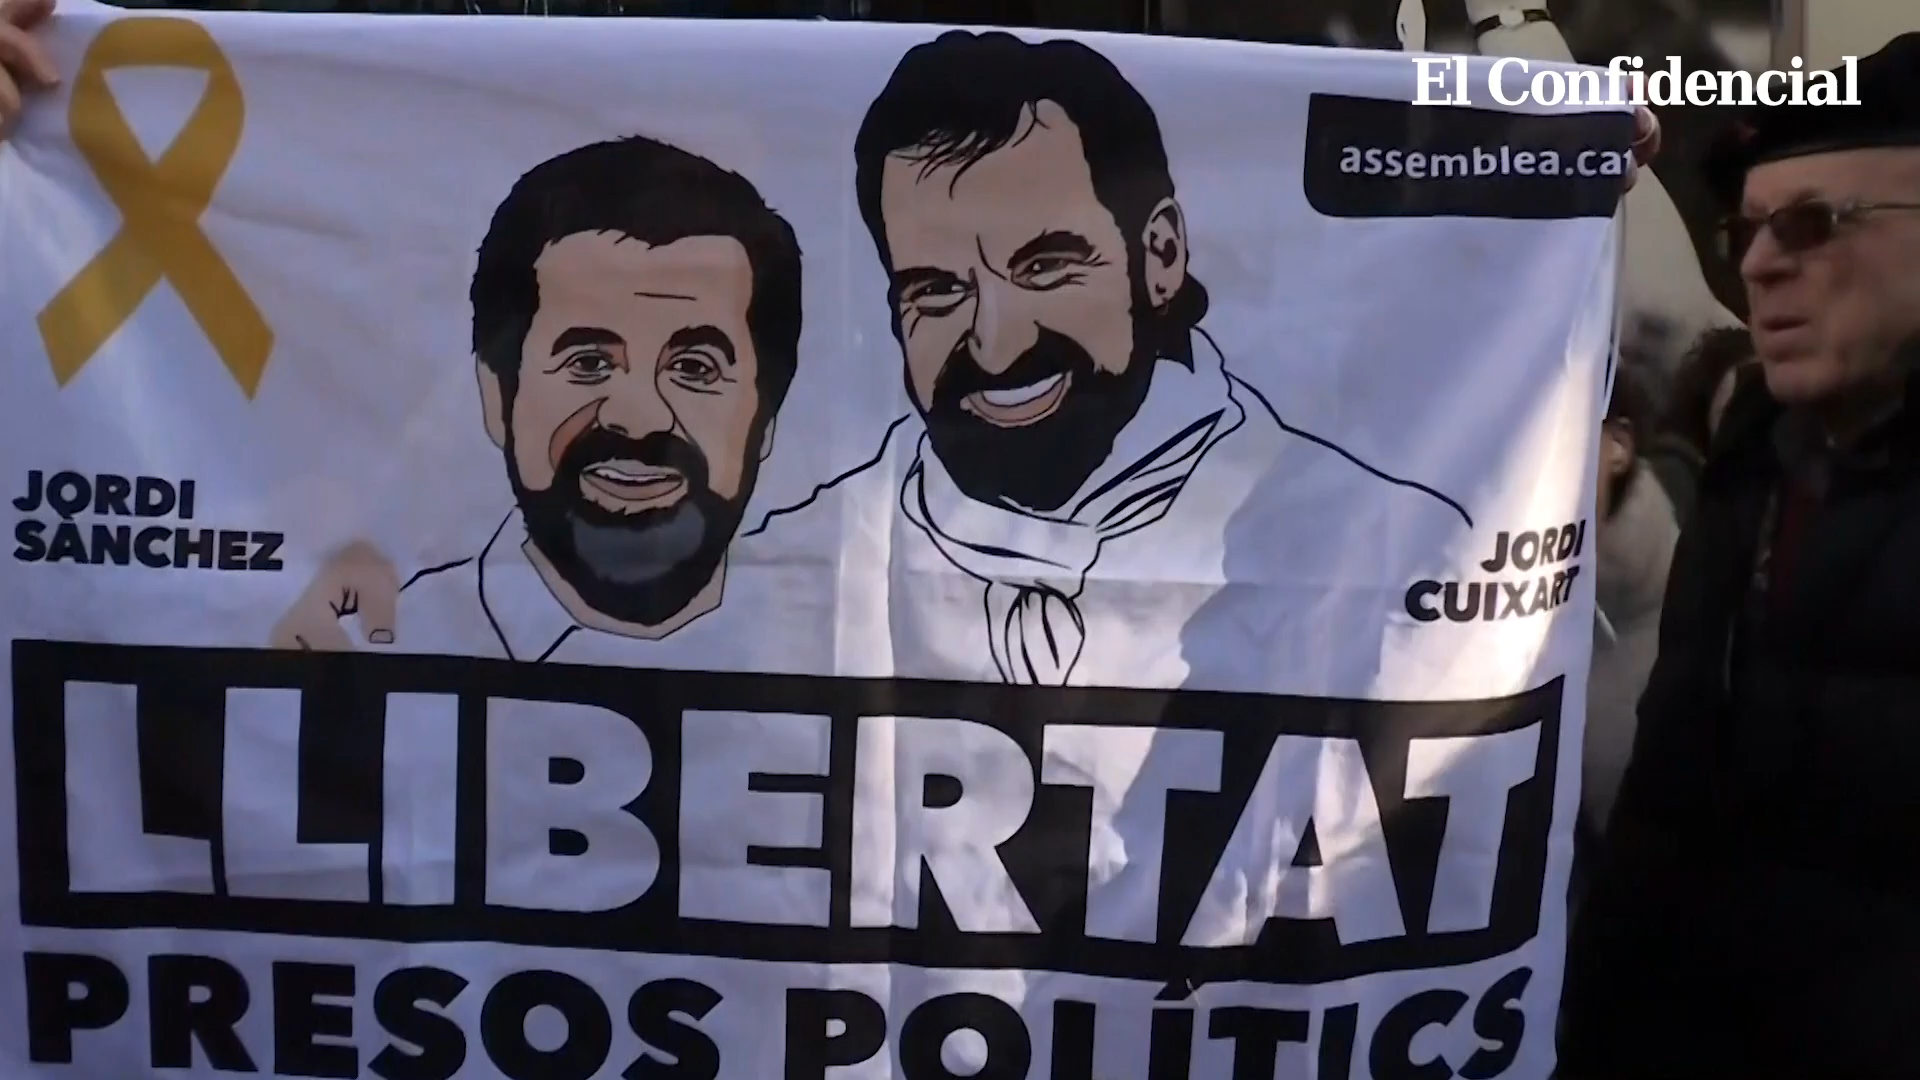 El Confidencial
assemblea.cat
JORDI
SÀNCHEZ
JORDI
CUIXART
LLIBERTAT
PRESOS POLÍTICS